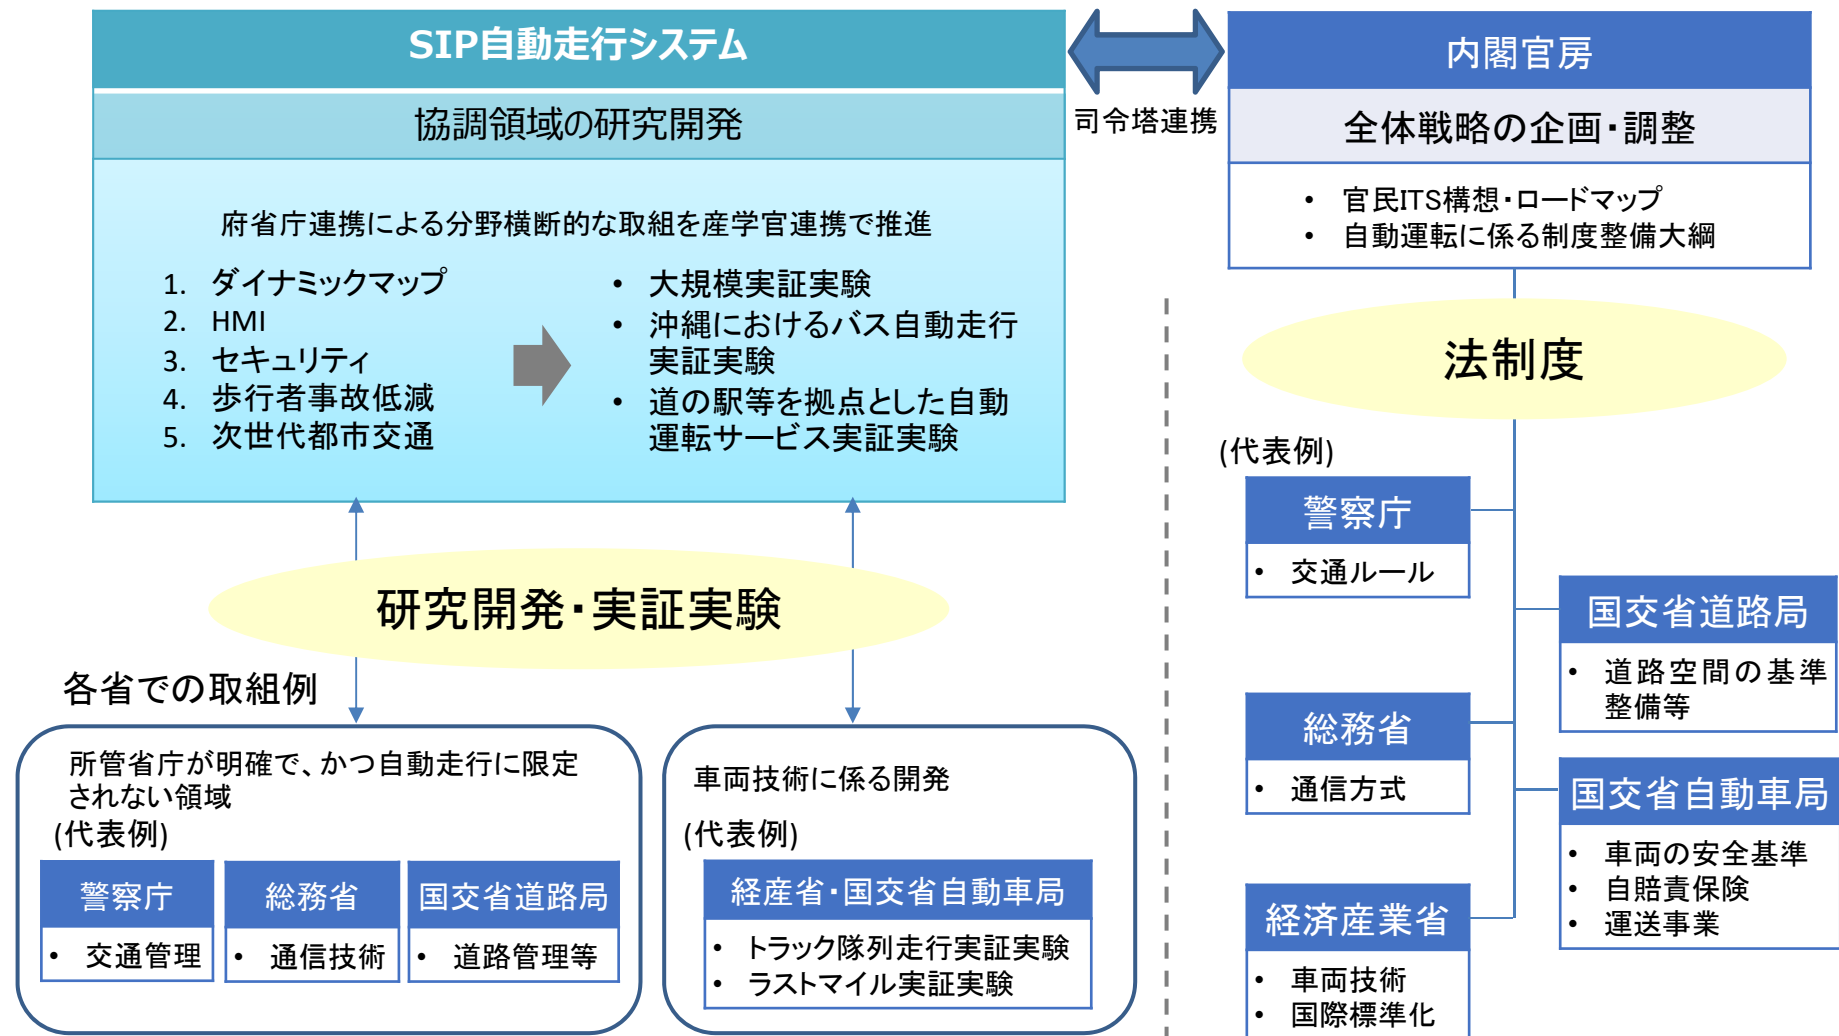 SIP自動走行システム
協調領域の研究開発
府省庁連携による分野横断的な取組を産学官連携で推進
1. ダイナミックマップ
2. HMI
3. セキュリティ
4. 歩行者事故低減
5. 次世代都市交通
• 大規模実証実験
• 沖縄におけるバス自動走行
実証実験
• 道の駅等を拠点とした自動
運転サービス実証実験
司令塔連携
内閣官房
全体戦略の企画・調整
• 官民ITS構想・ロードマップ
• 自動運転に係る制度整備大綱
研究開発・実証実験
各省での取組例
所管省庁が明確で、かつ自動走行に限定
されない領域
(代表例)
警察庁
• 交通管理
総務省
• 通信技術
国交省道路局
• 道路管理等
車両技術に係る開発
(代表例)
経産省・国交省自動車局
• トラック隊列走行実証実験
• ラストマイル実証実験
法制度
(代表例)
警察庁
• 交通ルール
国交省道路局
• 道路空間の基準
整備等
総務省
• 通信方式
国交省自動車局
• 車両の安全基準
• 自賠責保険
• 運送事業
経済産業省
• 車両技術
• 国際標準化